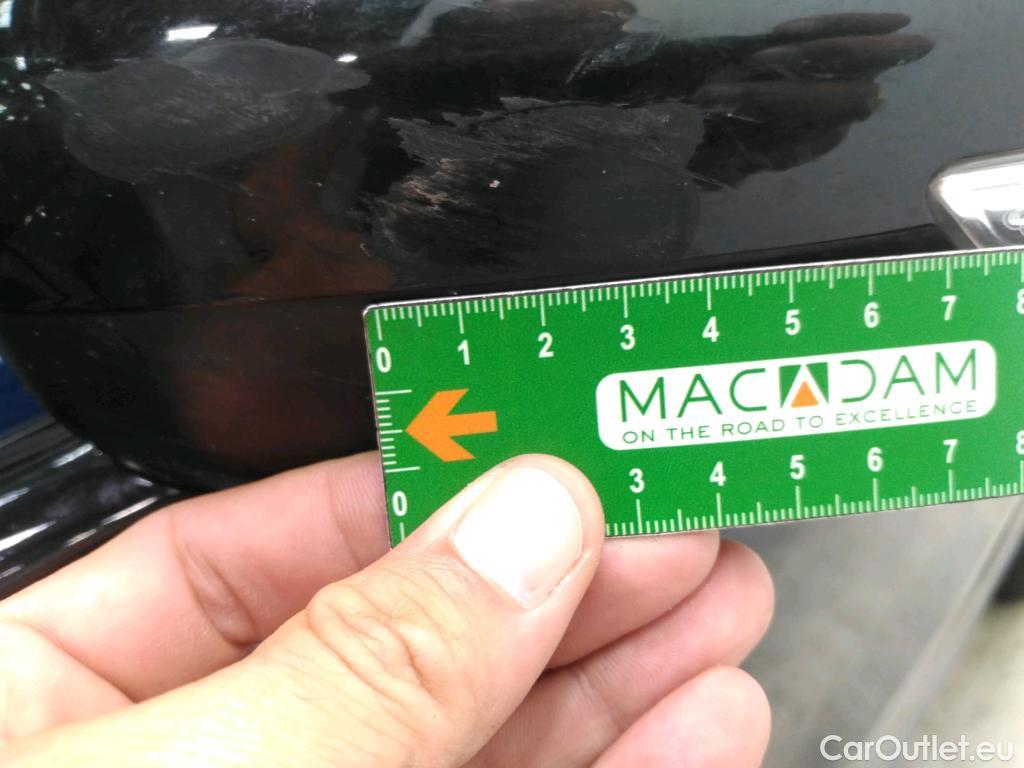 0 1 2 3 4 5 6 7 8
MACADAM
ON THE ROAD TO EXCELLENCE
0 3 4 5 6 7 8
CarOutlet.eu